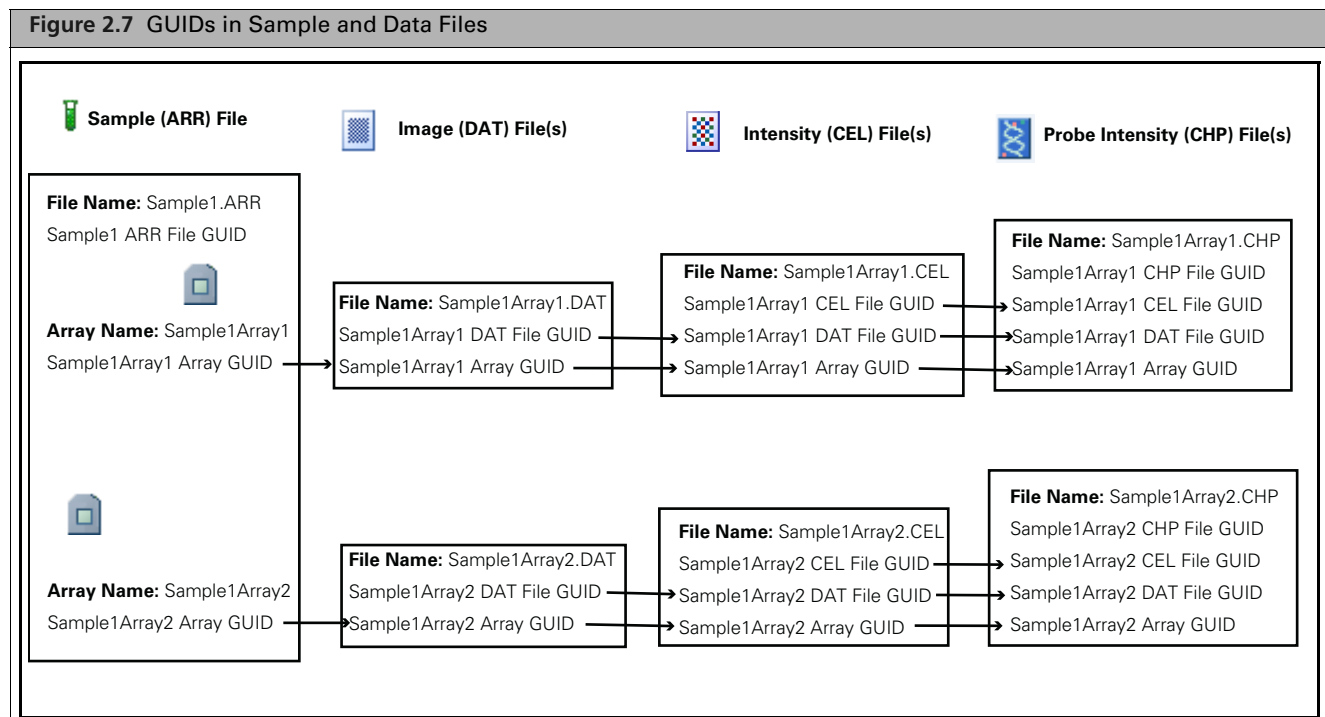 Figure 2.7 GUIDs in Sample and Data Files
Sample (ARR) File
Image (DAT) File(s)
Intensity (CEL) File(s)
Probe Intensity (CHP) File(s)
File Name: Sample1.ARR
Sample1 ARR File GUID
Array Name: Sample1Array1
Sample1Array1 Array GUID
File Name: Sample1Array1.DAT
Sample1Array1 DAT File GUID
Sample1Array1 Array GUID
File Name: Sample1Array1.CEL
Sample1Array1 CEL File GUID
Sample1Array1 DAT File GUID
Sample1Array1 Array GUID
File Name: Sample1Array1.CHP
Sample1Array1 CHP File GUID
Sample1Array1 CEL File GUID
Sample1Array1 DAT File GUID
Sample1Array1 Array GUID
Array Name: Sample1Array2
Sample1Array2 Array GUID
File Name: Sample1Array2.DAT
Sample1Array2 DAT File GUID
Sample1Array2 Array GUID
File Name: Sample1Array2.CEL
Sample1Array2 CEL File GUID
Sample1Array2 DAT File GUID
Sample1Array2 Array GUID
File Name: Sample1Array2.CHP
Sample1Array2 CHP File GUID
Sample1Array2 CEL File GUID
Sample1Array2 DAT File GUID
Sample1Array2 Array GUID